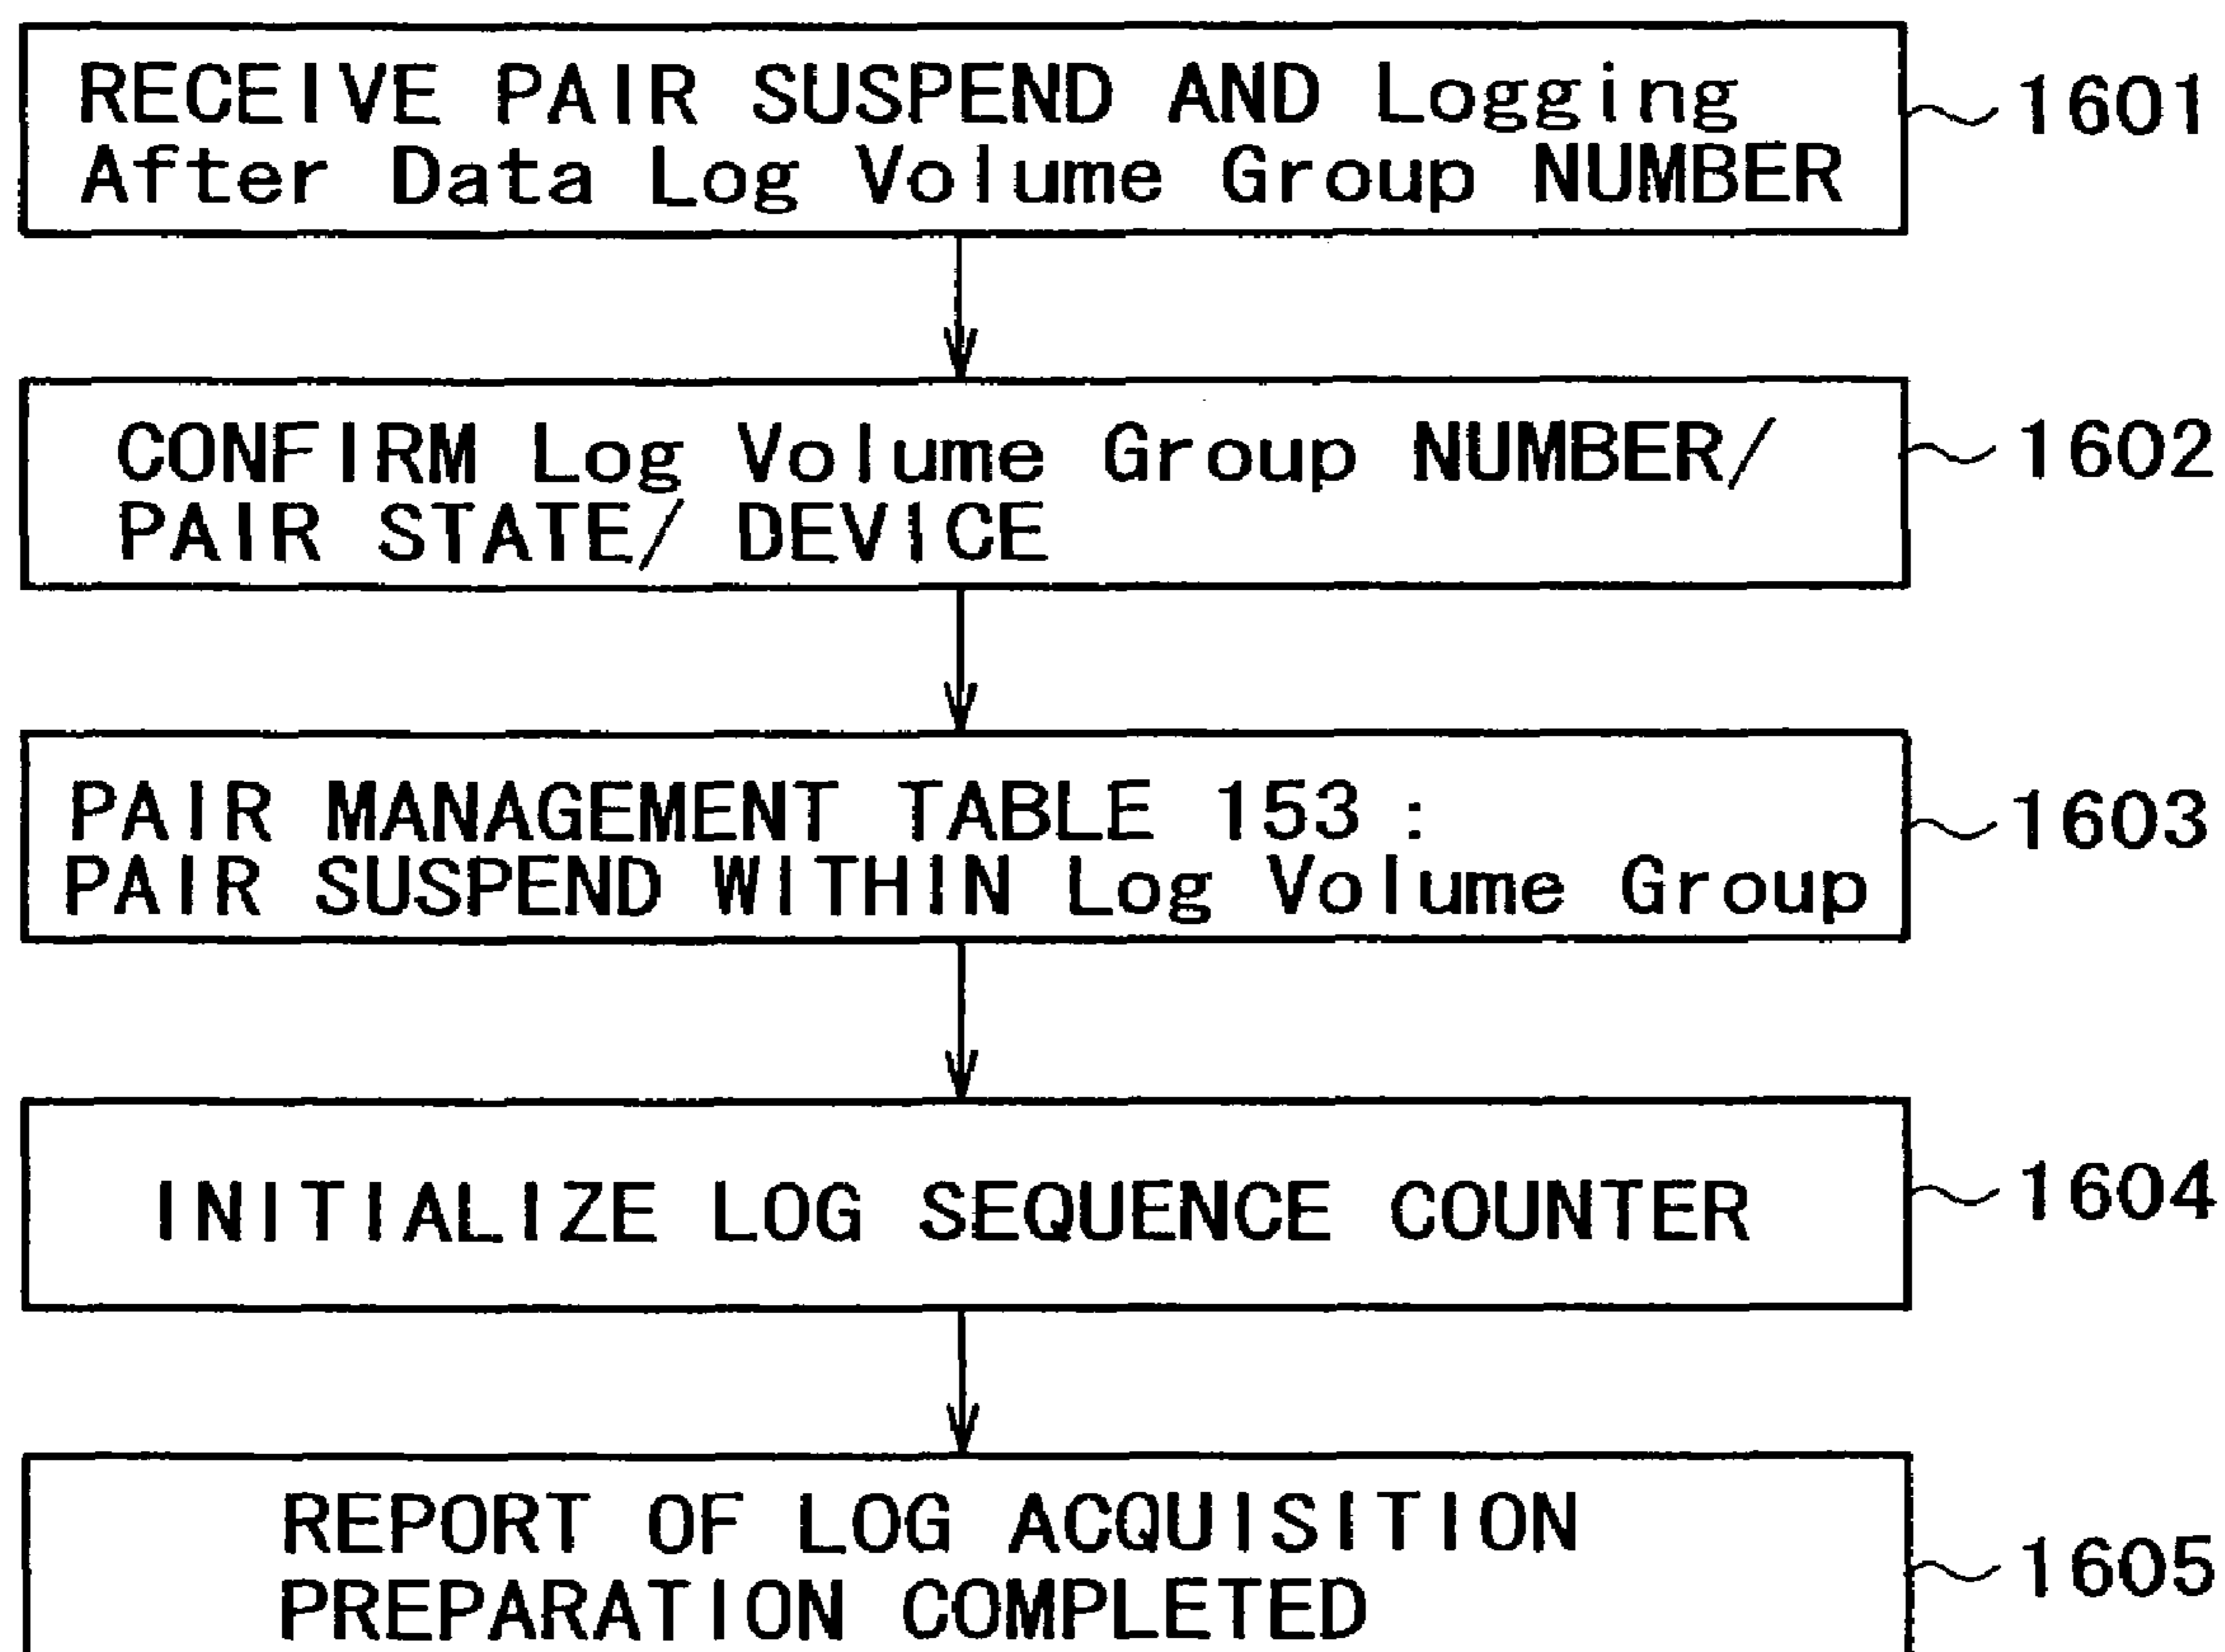 RECEIVE PAIR SUSPEND AND Logging
After Data Log Volume Group NUMBER
1601
CONFIRM Log Volume Group NUMBER/
PAIR STATE/ DEVICE
1602
PAIR MANAGEMENT TABLE 153 :
PAIR SUSPEND WITHIN Log Volume Group
1603
INITIALIZE LOG SEQUENCE COUNTER
1604
REPORT OF LOG ACQUISITION
PREPARATION COMPLETED
1605